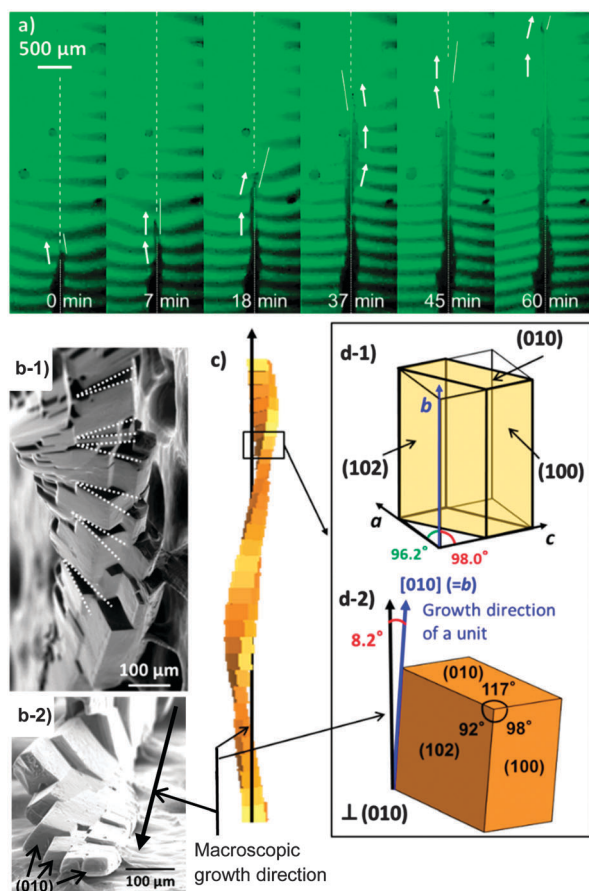 a)
500 µm
0 min
7 min
18 min
37 min
45 min
60 min
b-1)
100 µm
b-2)
(010)
100 µm
c)
Macroscopic
growth direction
d-1)
(010)
b
(102)
(100)
a
c
96.2°
98.0°
d-2)
[010] (=b)
Growth direction
of a unit
8.2°
(010)
117°
92°
98°
(102)
(100)
⊥(010)